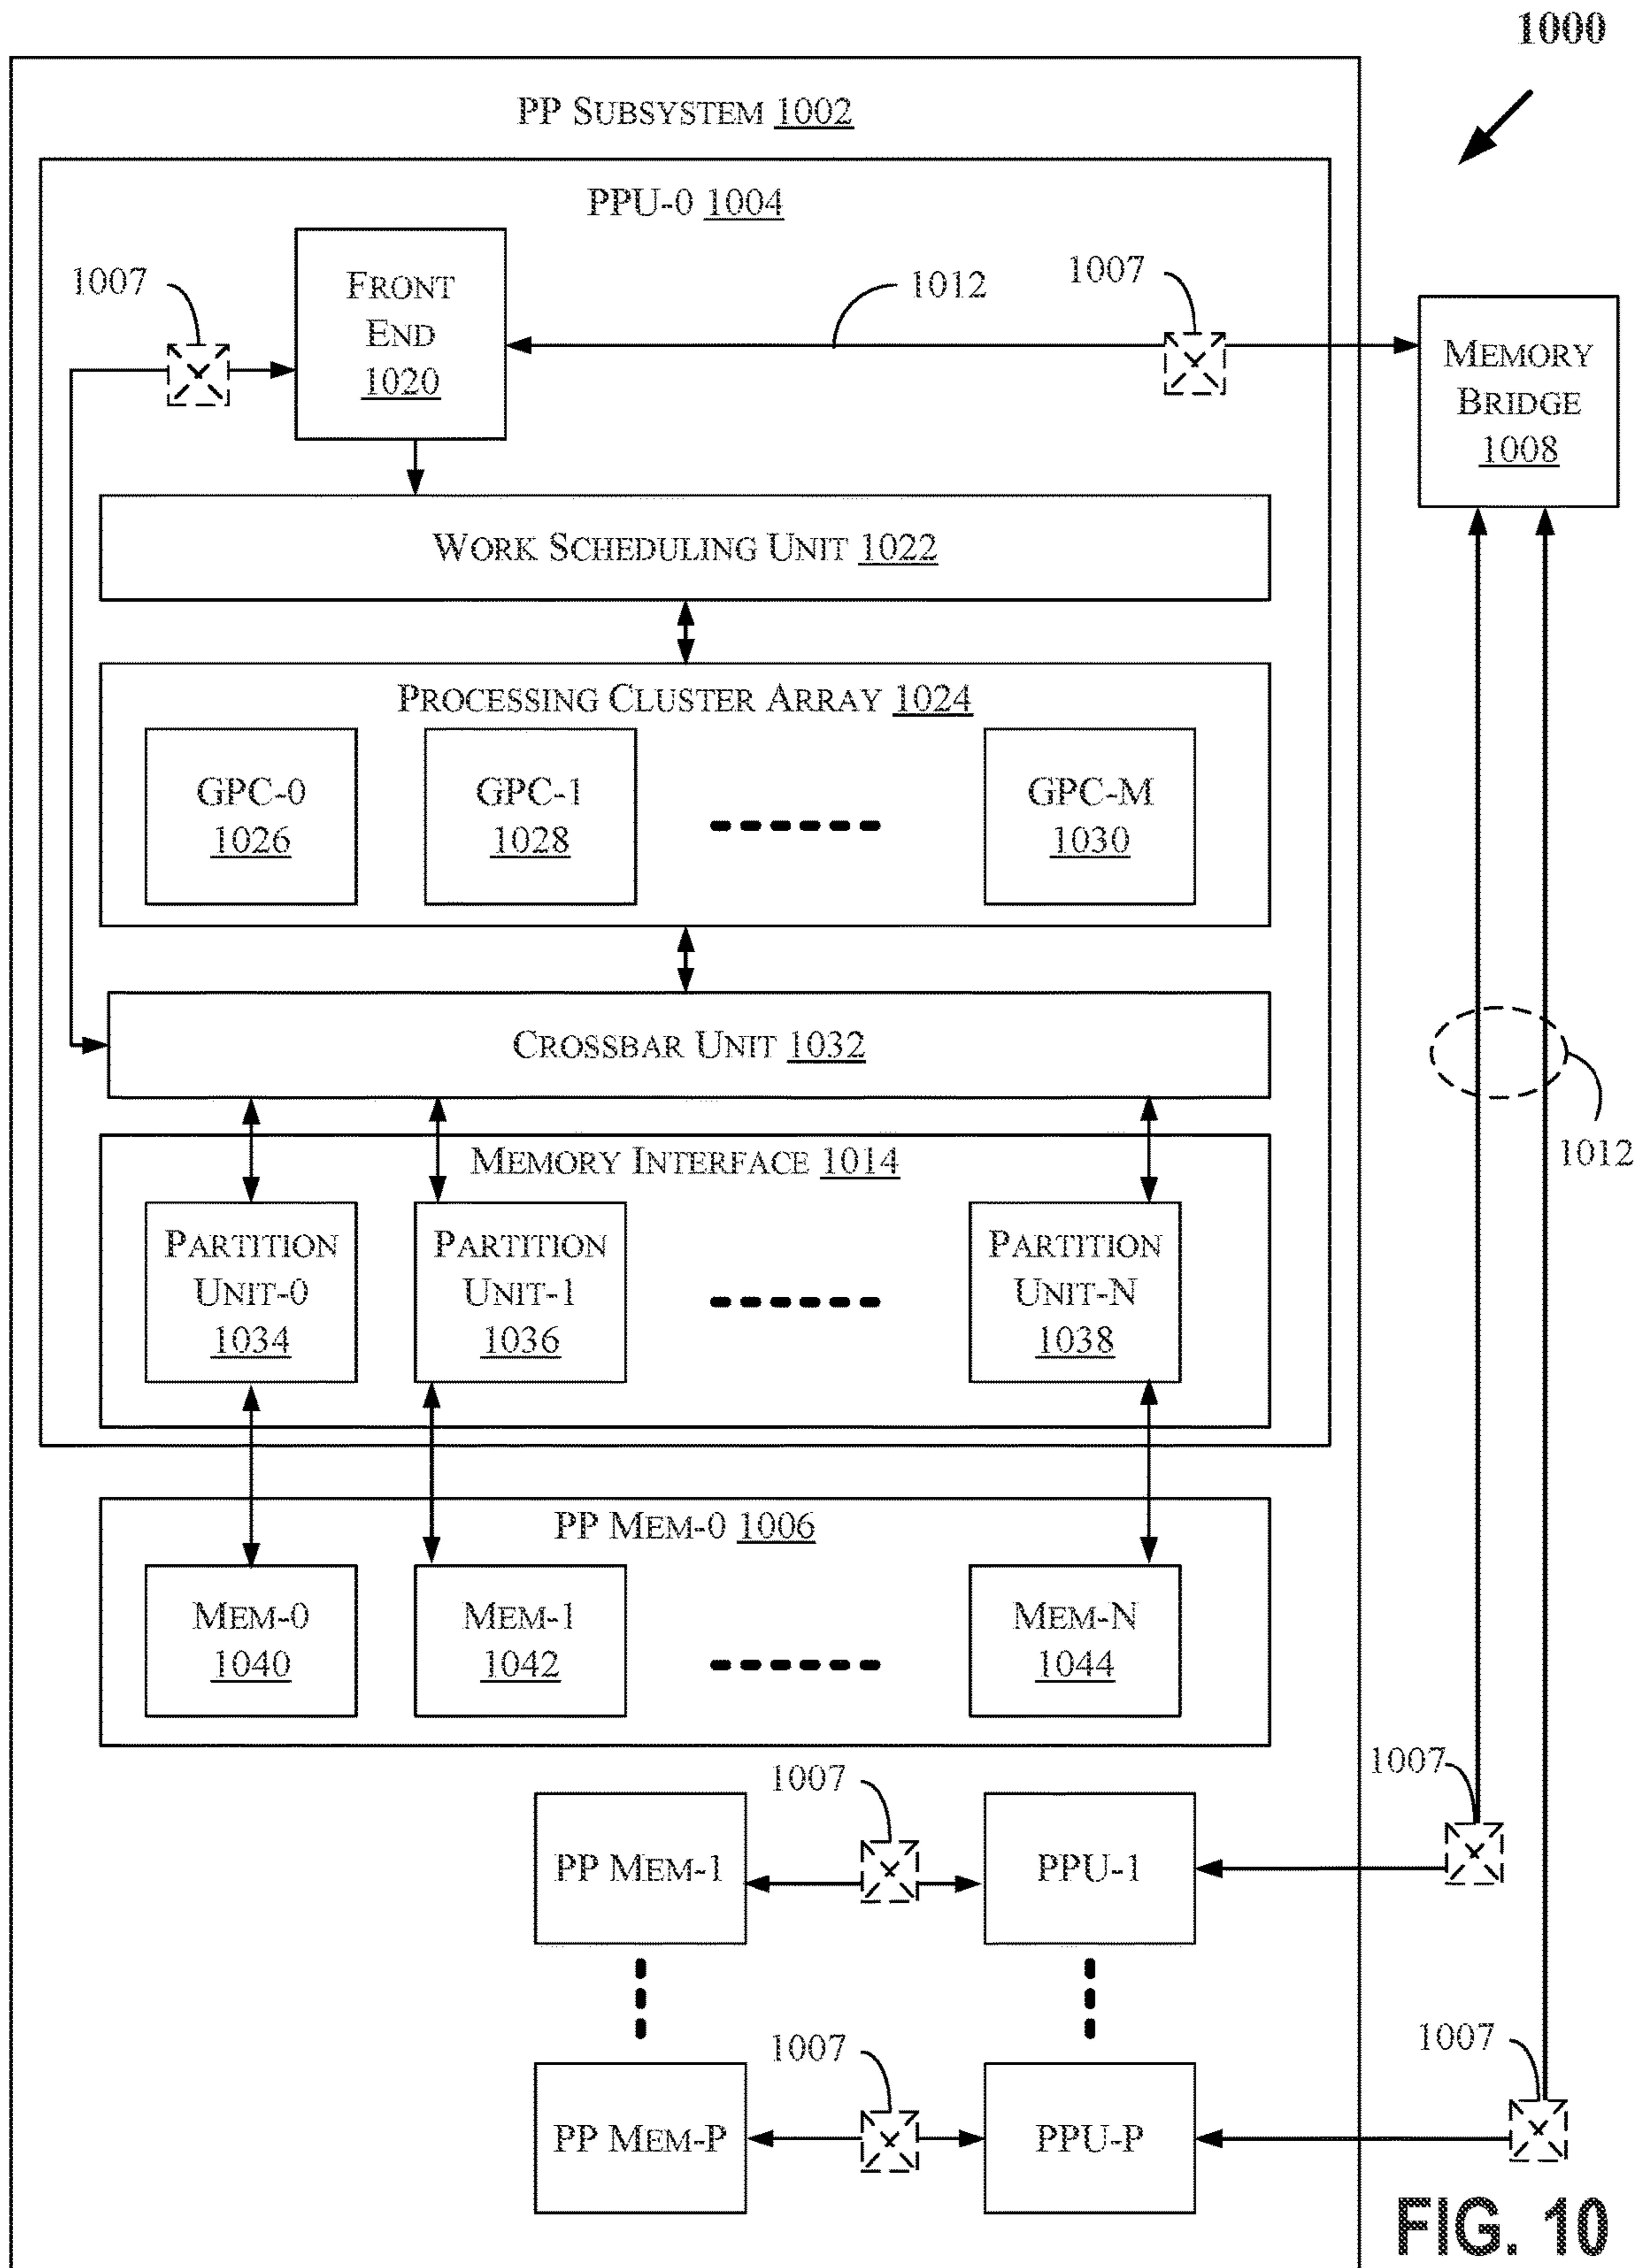 1000
PP SUBSYSTEM 1002
PPU-0 1004
1007
FRONT
END
1020
1012
1007
MEMORY
BRIDGE
1008
WORK SCHEDULING UNIT 1022
PROCESSING CLUSTER ARRAY 1024
GPC-0
1026
GPC-1
1028
GPC-M
1030
CROSSBAR UNIT 1032
1012
MEMORY INTERFACE 1014
PARTITION
UNIT-0
1034
PARTITION
UNIT-1
1036
PARTITION
UNIT-N
1038
PP MEM-0 1006
MEM-0
1040
MEM-1
1042
MEM-N
1044
1007
1007
PP MEM-1
PPU-1
1007
1007
PP MEM-P
PPU-P
FIG. 10